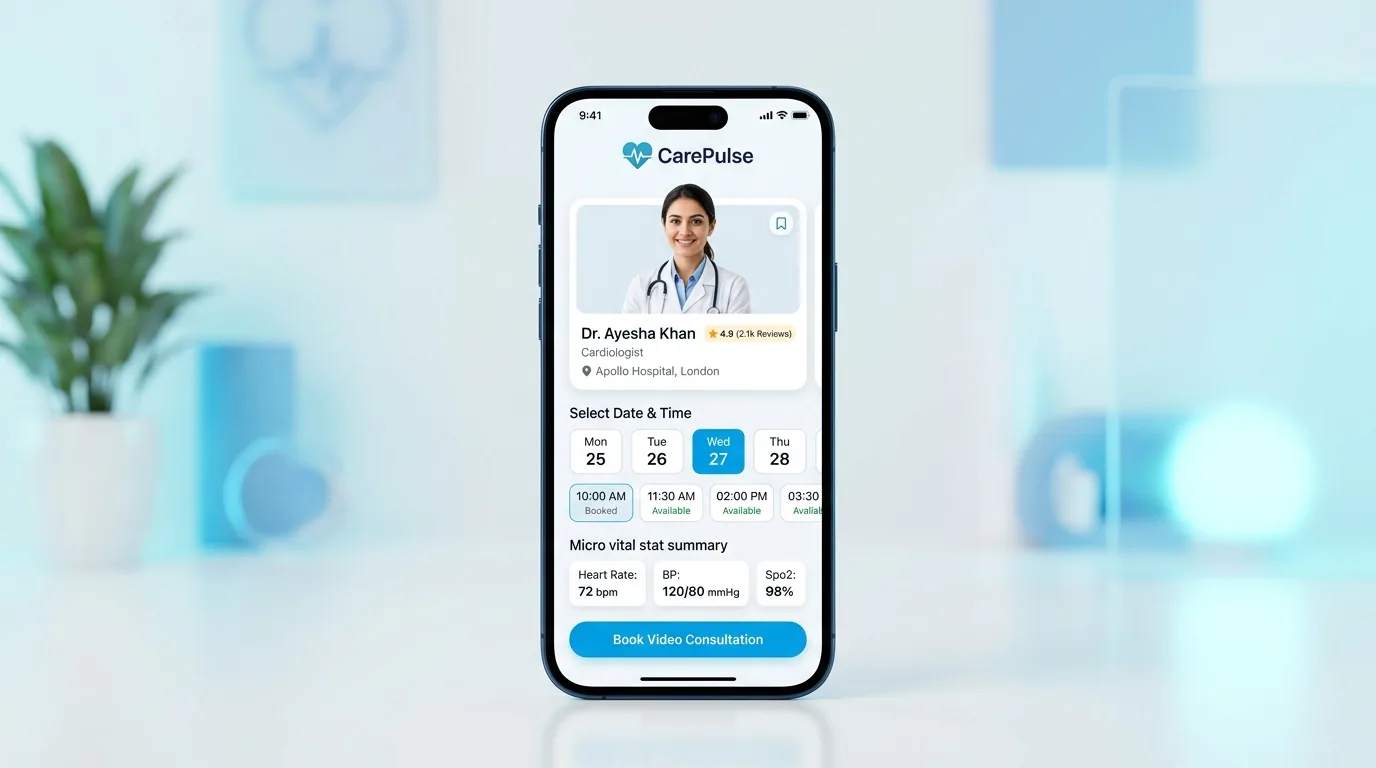 9:41
CarePulse
Dr. Ayesha Khan
4.9 (2.1k Reviews)
Cardiologist
Apollo Hospital, London
Select Date & Time
Mon Tue Wed Thu
25 26 27 28
10:00 AM 11:30 AM 02:00 PM 03:30
Booked Available Available Avaliab
Micro vital stat summary
Heart Rate: BP: Spo2:
72 bpm 120/80 mmHg 98%
Book Video Consultation